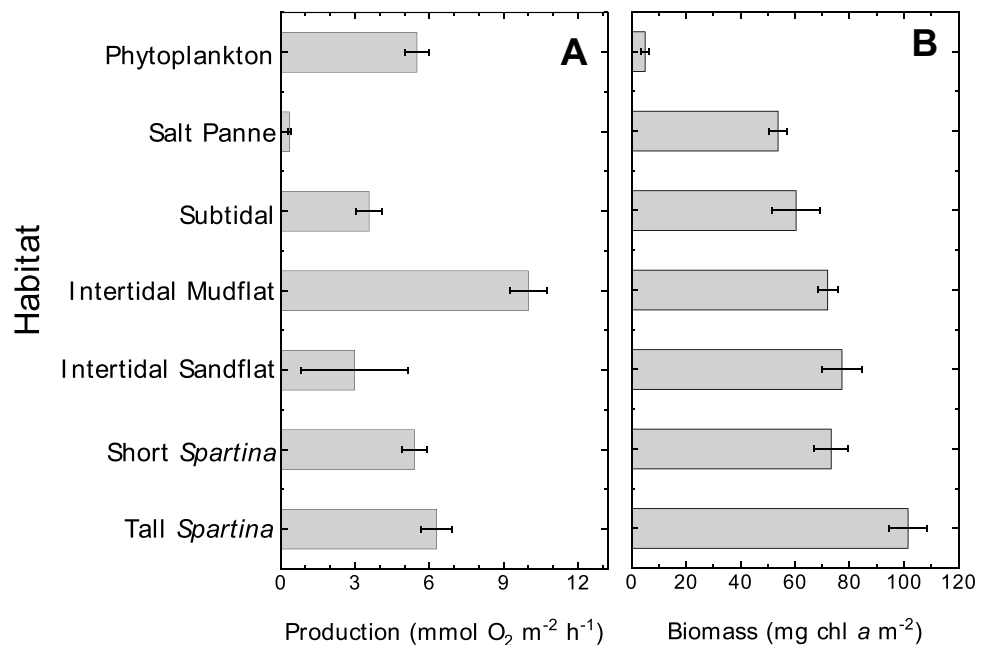 A
B
Habitat
Phytoplankton
Salt Panne
Subtidal
Intertidal Mudflat
Intertidal Sandflat
Short Spartina
Tall Spartina
0 3 6 9 12
0 20 40 60 80 100 120
Production (mmol O₂ m⁻² h⁻¹)
Biomass (mg chl a m⁻²)